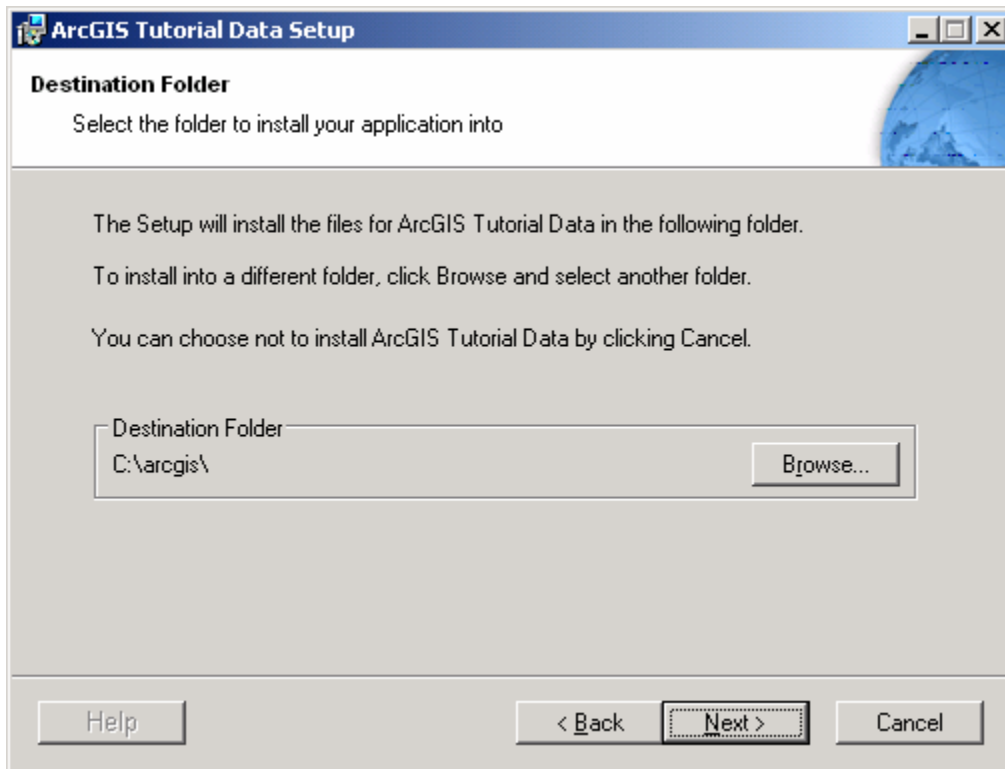 ArcGIS Tutorial Data Setup
Destination Folder
Select the folder to install your application into
The Setup will install the files for ArcGIS Tutorial Data in the following folder.
To install into a different folder, click Browse and select another folder.
You can choose not to install ArcGIS Tutorial Data by clicking Cancel.
Destination Folder
C:\arcgis\
Browse...
Help
< Back
Next >
Cancel